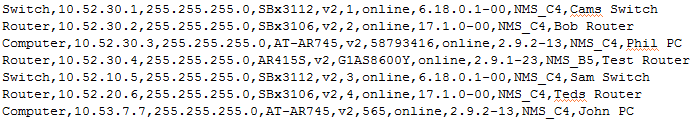 Switch,10.52.30.1,255.255.255.0,SBx3112,v2,1,online,6.18.0.1-00,NMS_C4,Cams Switch
Router,10.52.30.2,255.255.255.0,SBx3106,v2,2,online,17.1.0-00,NMS_C4,Bob Router
Computer,10.52.30.3,255.255.255.0,AT-AR745,v2,58793416,online,2.9.2-13,NMS_C4,Phil PC
Router,10.52.30.4,255.255.255.0,AR415S,v2,G1AS8600Y,online,2.9.1-23,NMS_B5,Test Router
Switch,10.52.10.5,255.255.255.0,SBx3112,v2,3,online,6.18.0.1-00,NMS_C4,Sam Switch
Router,10.52.20.6,255.255.255.0,SBx3106,v2,4,online,17.1.0-00,NMS_C4,Teds Router
Computer,10.53.7.7,255.255.255.0,AT-AR745,v2,565,online,2.9.2-13,NMS_C4,John PC